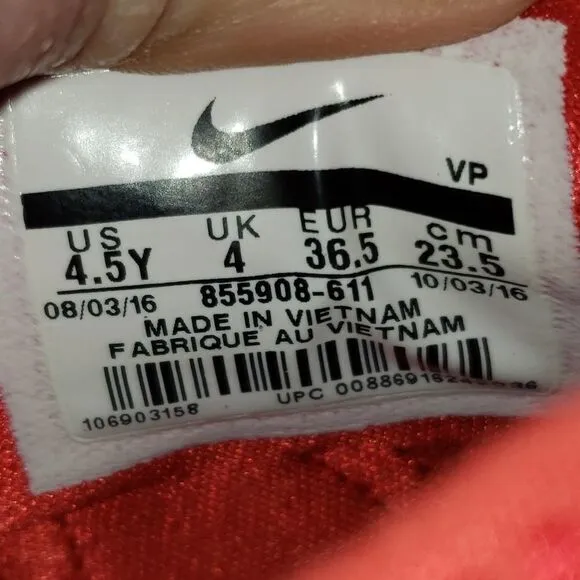 VP
US UK EUR cm
4.5Y 4 36.5 23.5
08/03/16 855908-611 10/03/16
MADE IN VIETNAM
FABRIQUE AU VIETNAM
106903158 UPC